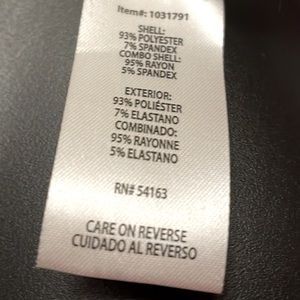 Item#: 1031791
SHELL:
93% POLYESTER
7% SPANDEX
COMBO SHELL:
95% RAYON
5% SPANDEX
EXTERIOR:
93% POLIÉSTER
7% ELASTANO
COMBINADO:
95% RAYONNE
5% ELASTANO
RN# 54163
CARE ON REVERSE
CUIDADO AL REVERSO